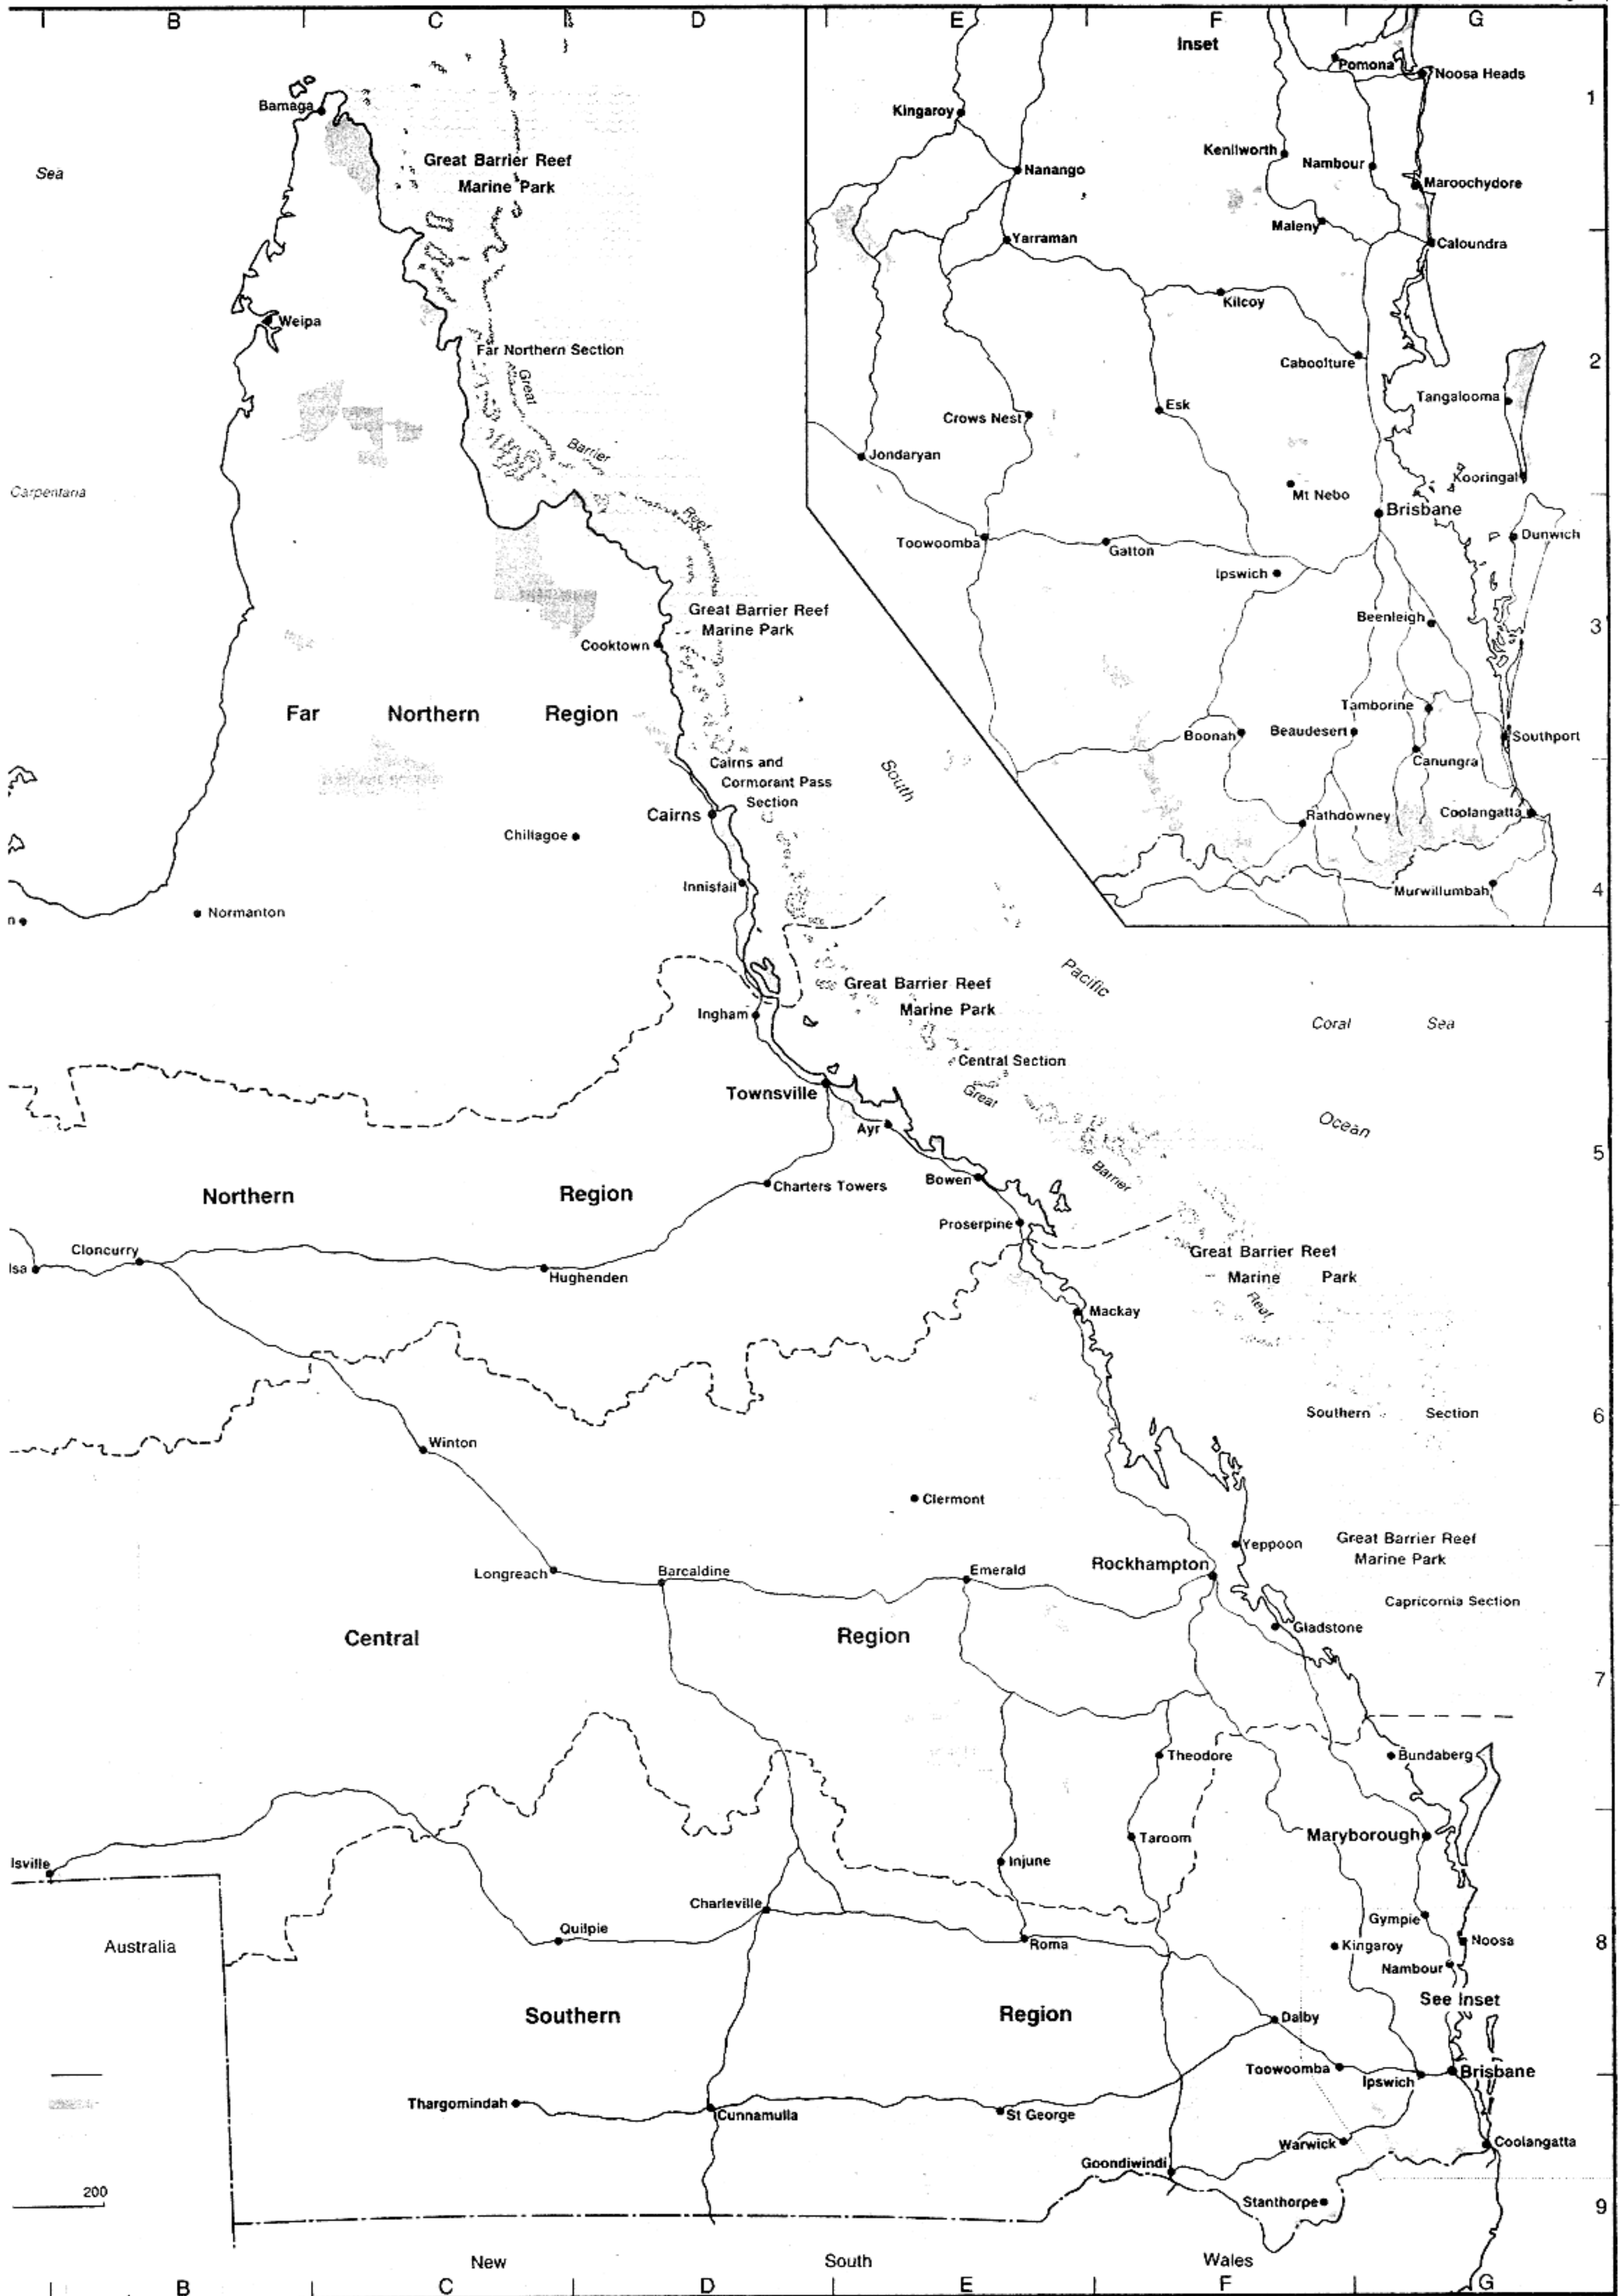 B C D E F G
Inset
Pomona
Noosa Heads
1
Bamaga
Kingaroy
Great Barrier Reef
Marine Park
Kenilworth
Nambour
Sea
Nanango
Maroochydore
Maleny
Yarraman
Caloundra
Kilcoy
Weipa
Far Northern Section
Caboolture
2
Great
Tangalooma
Esk
Crows Nest
Barrier
Jondaryan
Kooringal
Carpentaria
Mt Nebo
Reef
Brisbane
Toowoomba
Gatton
Dunwich
Ipswich
Great Barrier Reef
Marine Park
Beenleigh
3
Cooktown
Far Northern Region
Tamborine
Boonah
Beaudesert
Southport
Cairns and
Cormorant Pass
Section
South
Canungra
Cairns
Rathdowney
Coolangatta
Chillagoe
Innisfail
Murwillumbah
4
Normanton
n
Pacific
Great Barrier Reef
Marine Park
Ingham
Coral Sea
Central Section
Townsville
Great
Ayr
Ocean
5
Barrier
Northern Region
Charters Towers
Bowen
Proserpine
Cloncurry
Isa
Hughenden
Great Barrier Reef
Marine Park
Reef
Mackay
Southern Section
6
Winton
Clermont
Yeppoon
Great Barrier Reef
Marine Park
Longreach
Barcaldine
Emerald
Rockhampton
Capricornia Section
Gladstone
Central Region
7
Theodore
Bundaberg
Taroom
Maryborough
Injune
Isville
Charleville
Gympie
Quilpie
Australia
Roma
Kingaroy
Noosa
8
Nambour
See Inset
Southern Region
Dalby
Toowoomba
Ipswich
Brisbane
Thargomindah
Cunnamulla
St George
Warwick
Coolangatta
Goondiwindi
200
Stanthorpe
9
New South Wales
B C D E F G